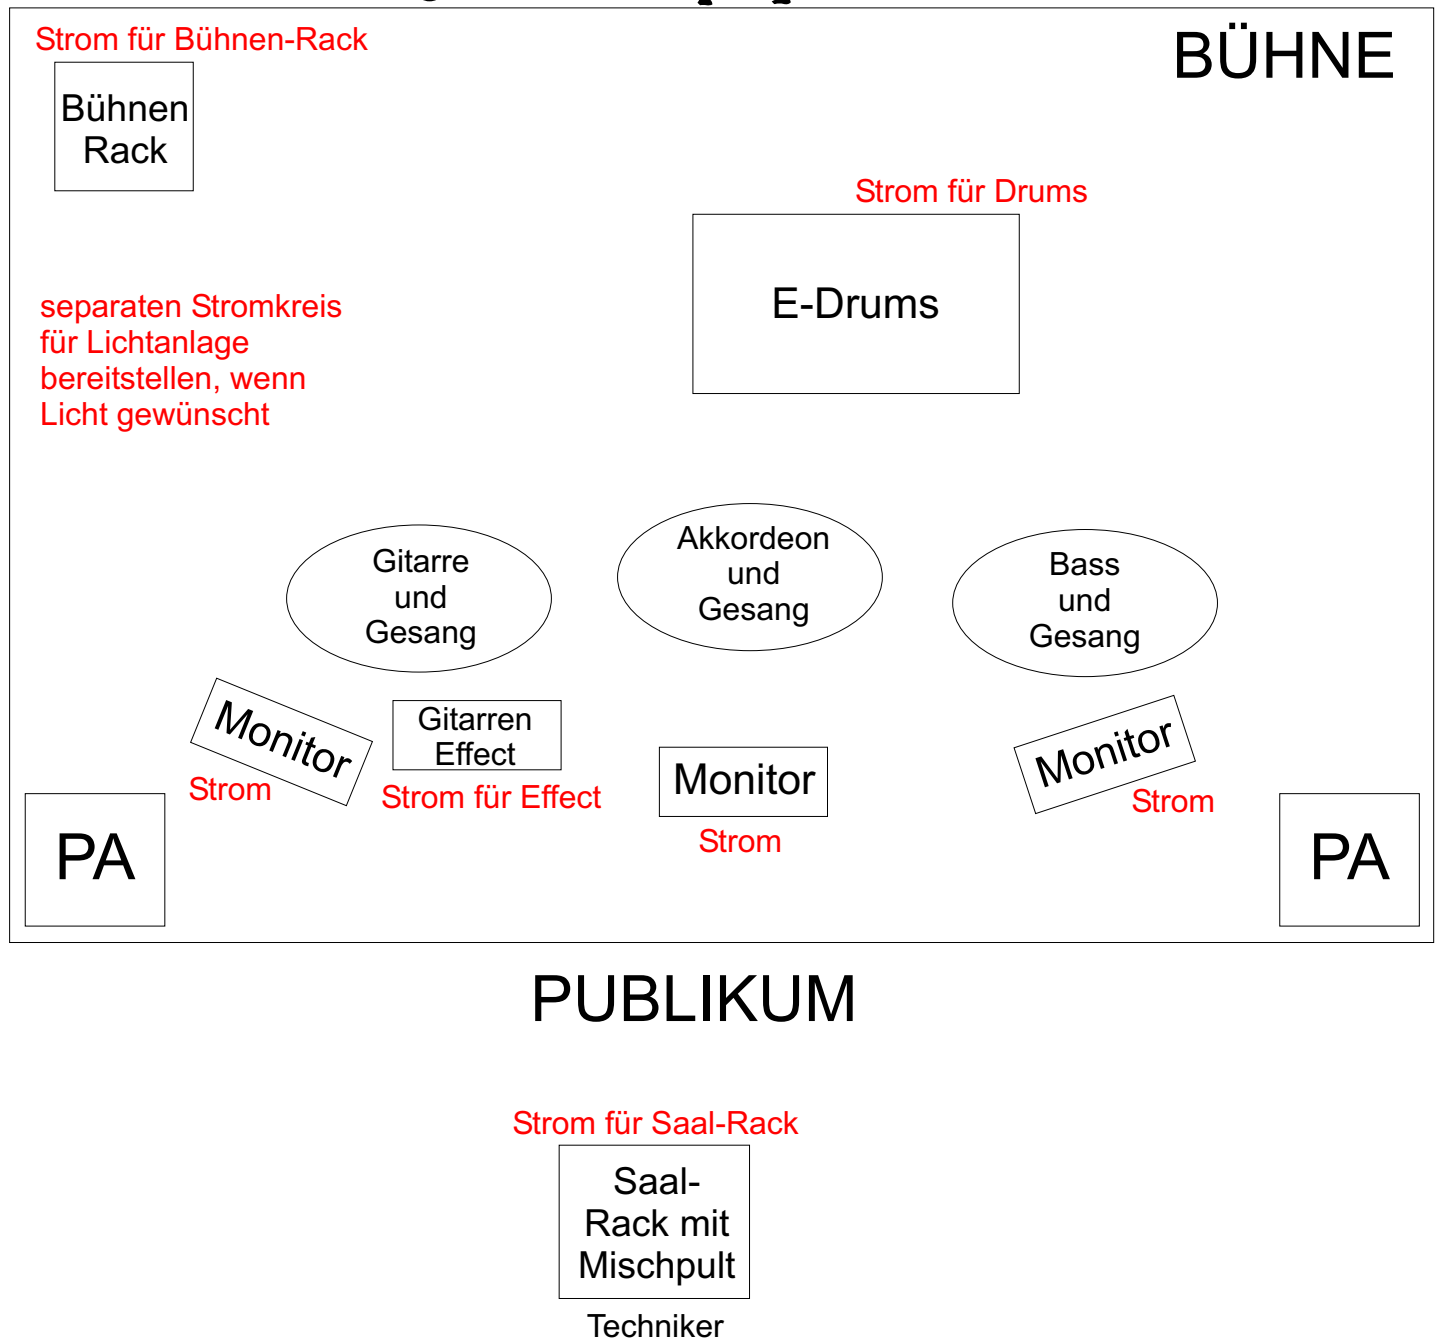 Strom für Bühnen-Rack
BÜHNE
Bühnen
Rack
Strom für Drums
E-Drums
separaten Stromkreis
für Lichtanlage
bereitstellen, wenn
Licht gewünscht
Gitarre
und
Gesang
Akkordeon
und
Gesang
Bass
und
Gesang
Monitor
Strom
Gitarren
Effect
Strom für Effect
Monitor
Strom
Monitor
Strom
PA
PA
PUBLIKUM
Strom für Saal-Rack
Saal-
Rack mit
Mischpult
Techniker